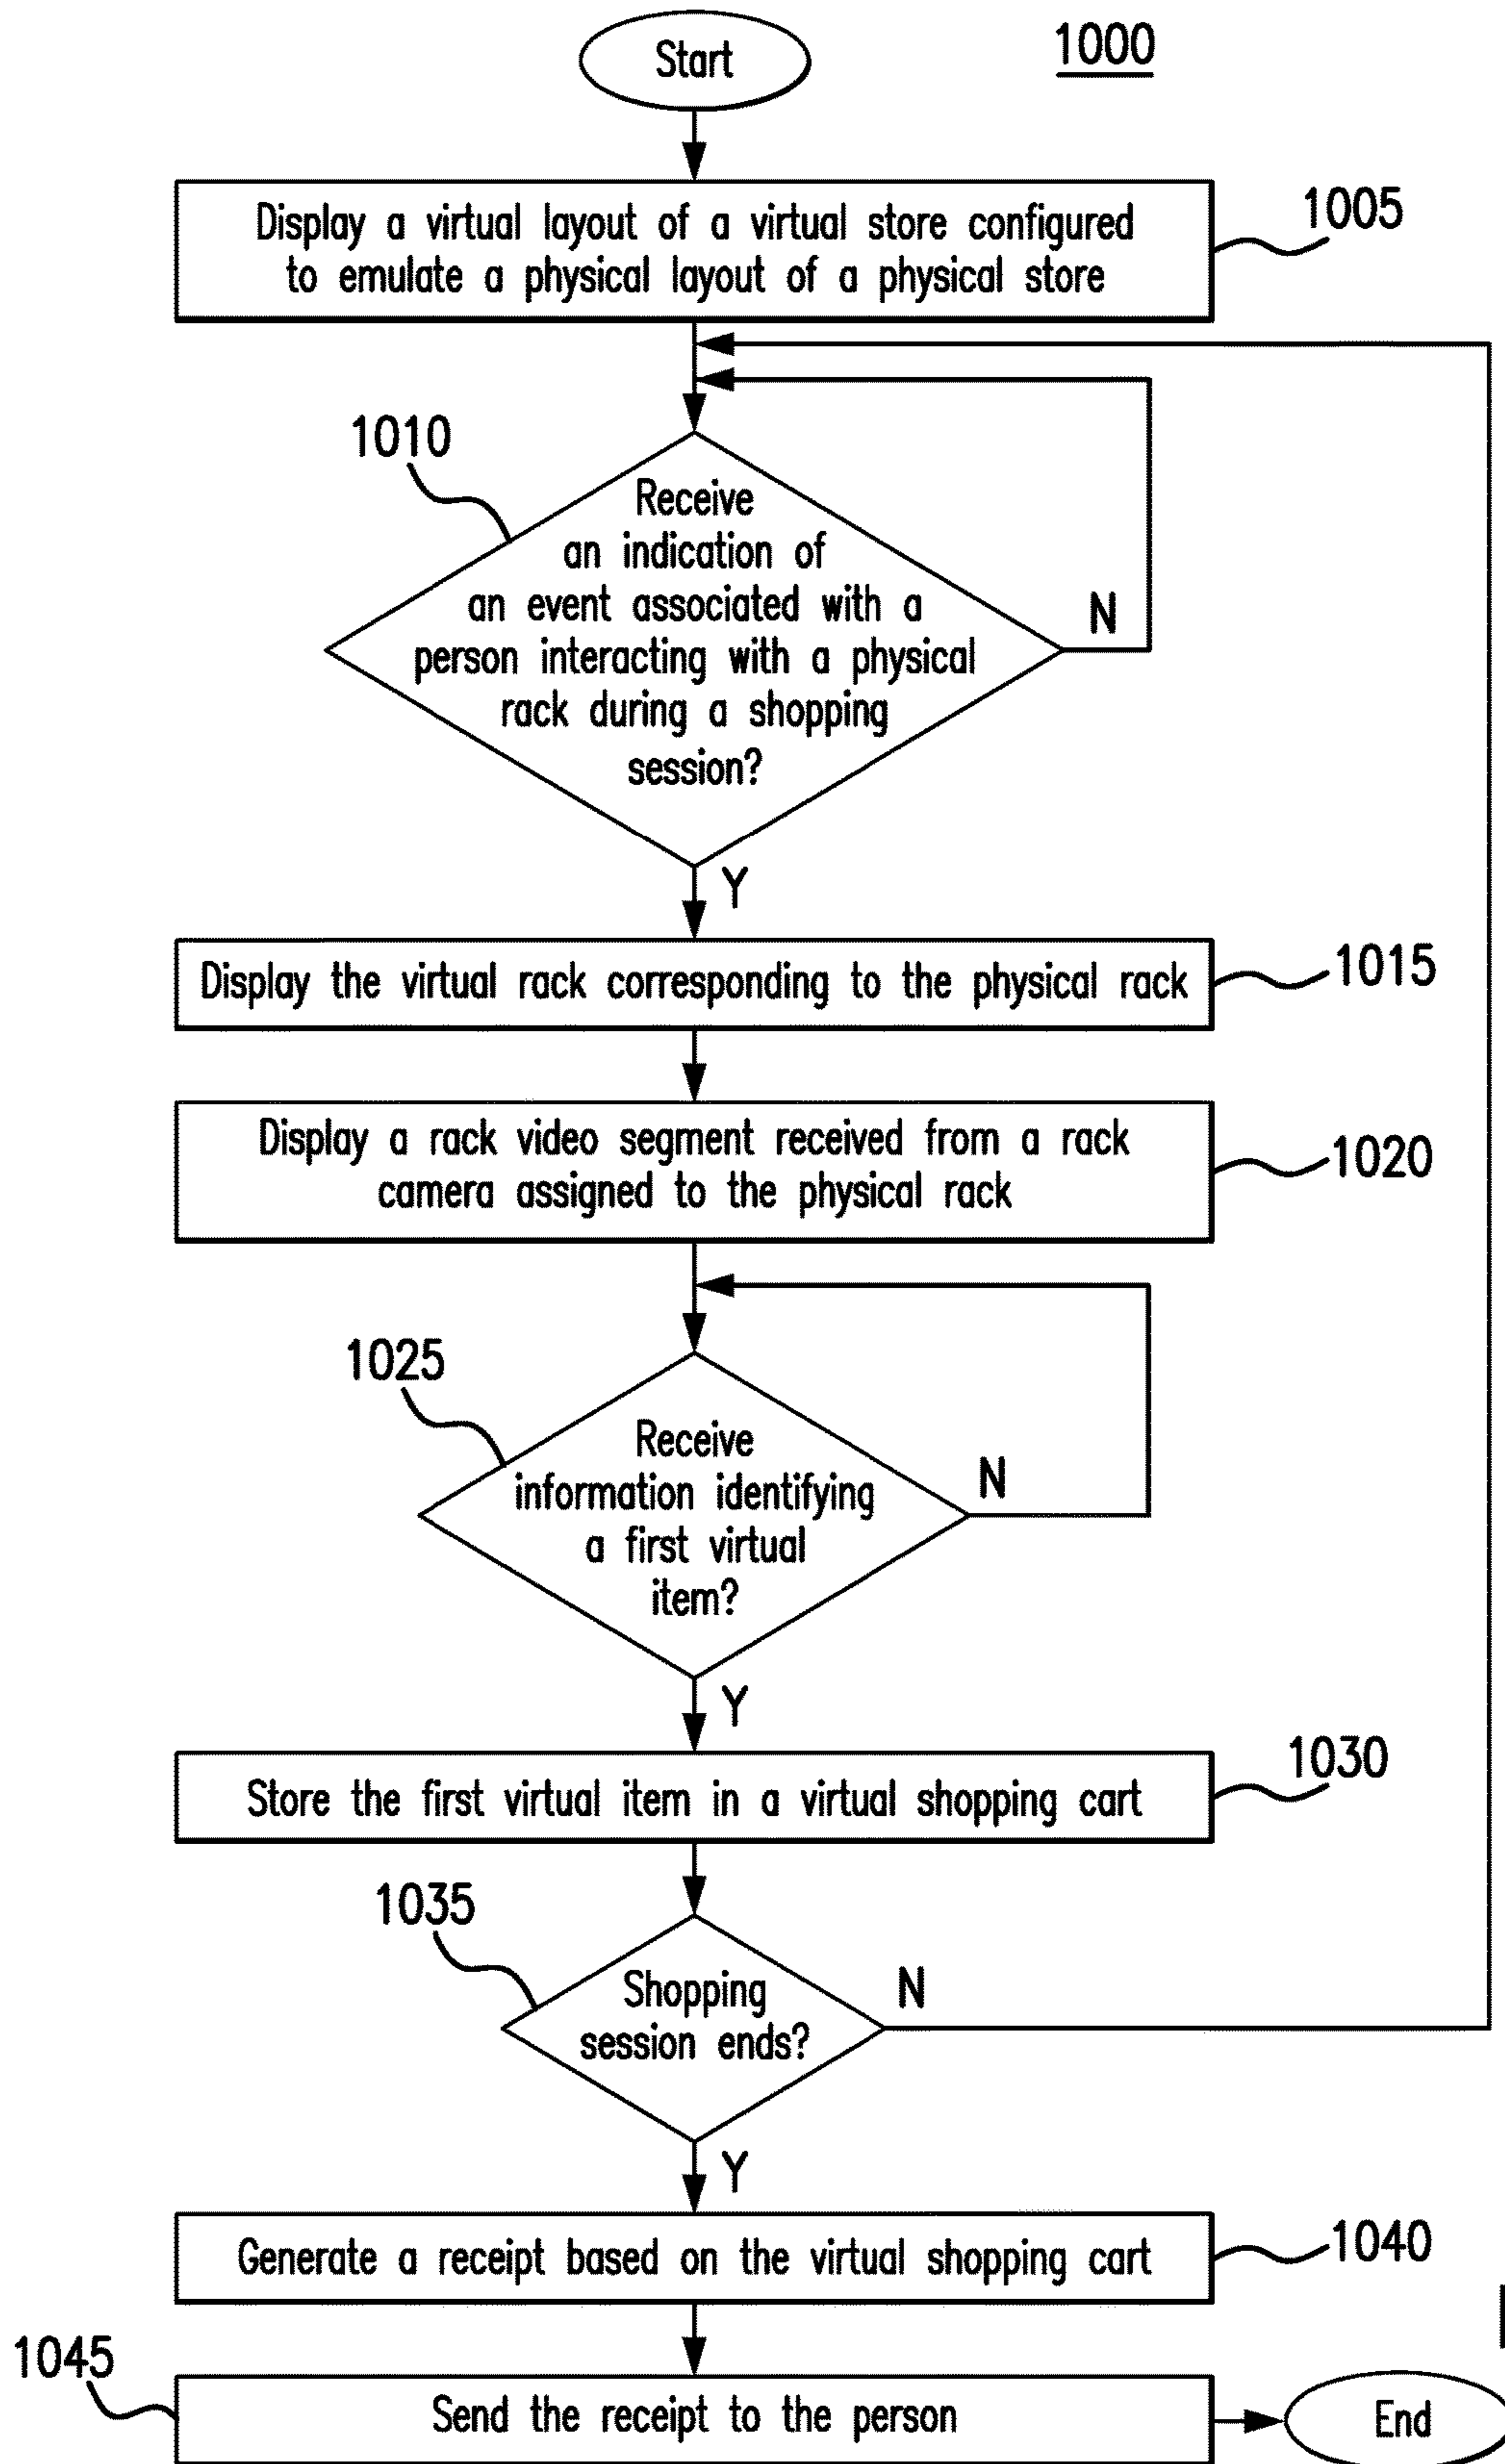 Start
1000
Display a virtual layout of a virtual store configured
to emulate a physical layout of a physical store
1005
1010
Receive
an indication of
an event associated with a
person interacting with a physical
rack during a shopping
session?
N
Y
Display the virtual rack corresponding to the physical rack
1015
Display a rack video segment received from a rack
camera assigned to the physical rack
1020
1025
Receive
information identifying
a first virtual
item?
N
Y
Store the first virtual item in a virtual shopping cart
1030
1035
Shopping
session ends?
N
Y
Generate a receipt based on the virtual shopping cart
1040
1045
Send the receipt to the person
End